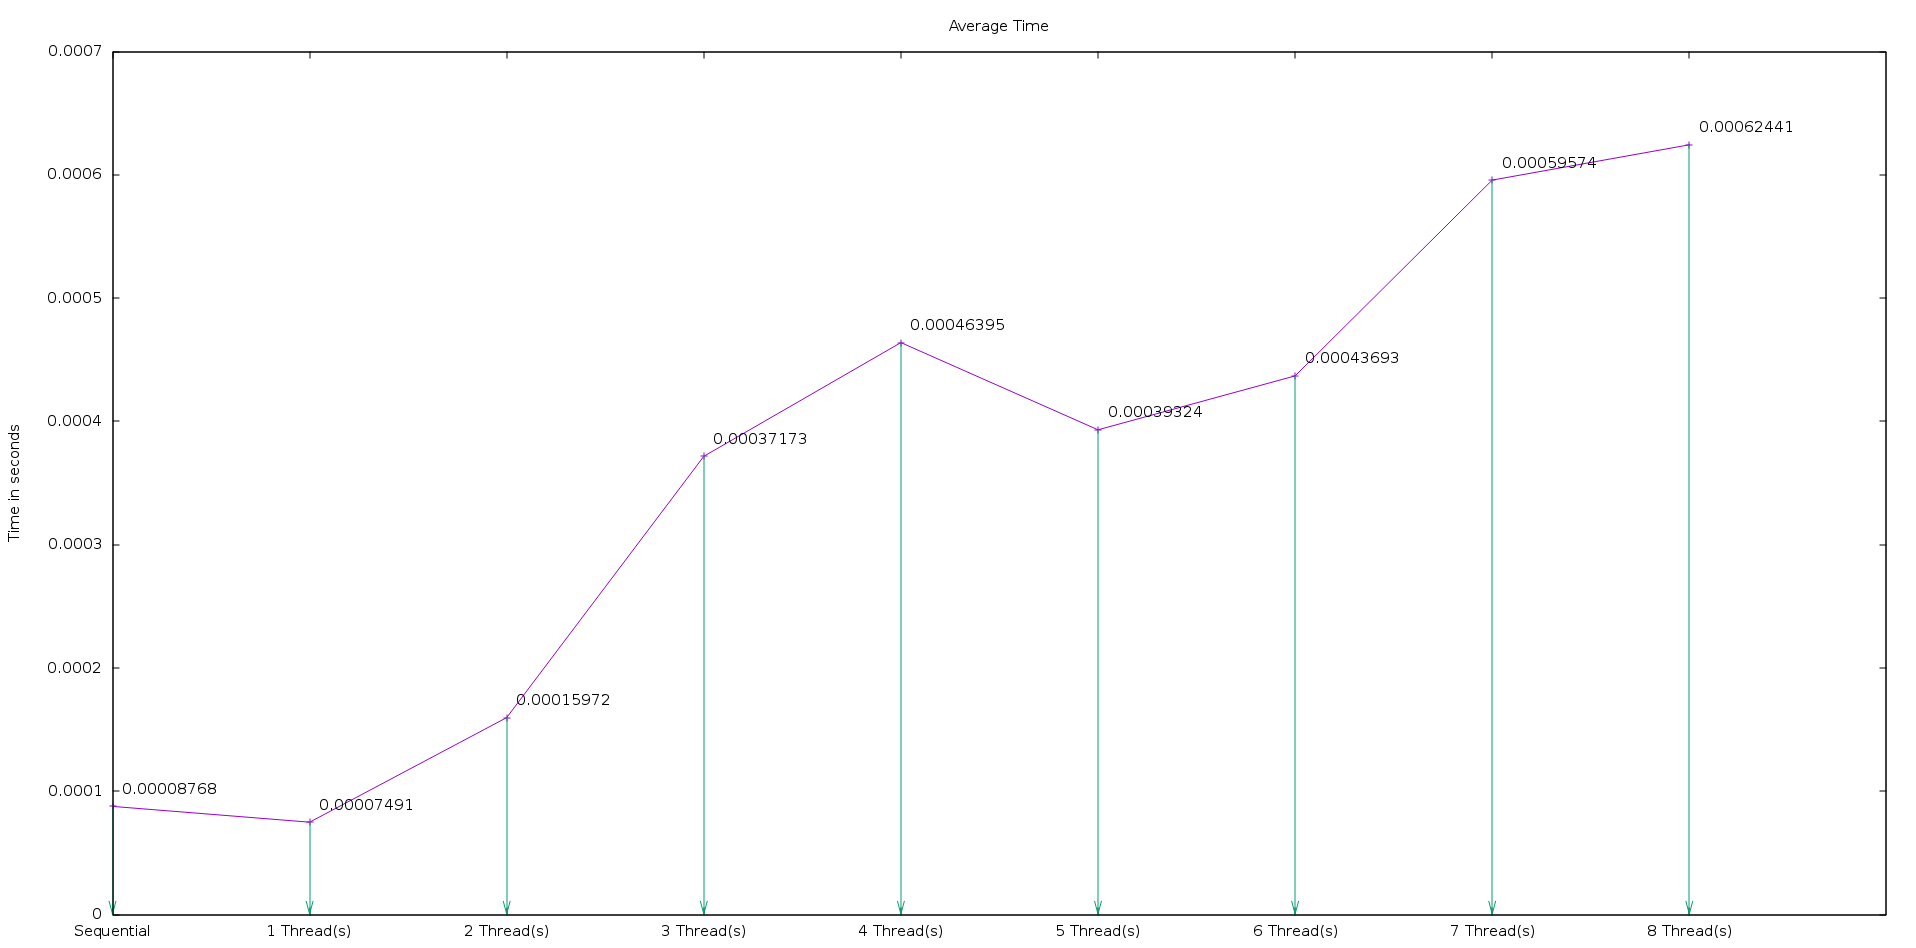 Average Time
0.0007
0.0006
0.0005
0.0004
0.0003
0.0002
0.0001
0
Time in seconds
0.00008768
0.00007491
0.00015972
0.00037173
0.00046395
0.00039324
0.00043693
0.00059574
0.00062441
Sequential
1 Thread(s)
2 Thread(s)
3 Thread(s)
4 Thread(s)
5 Thread(s)
6 Thread(s)
7 Thread(s)
8 Thread(s)